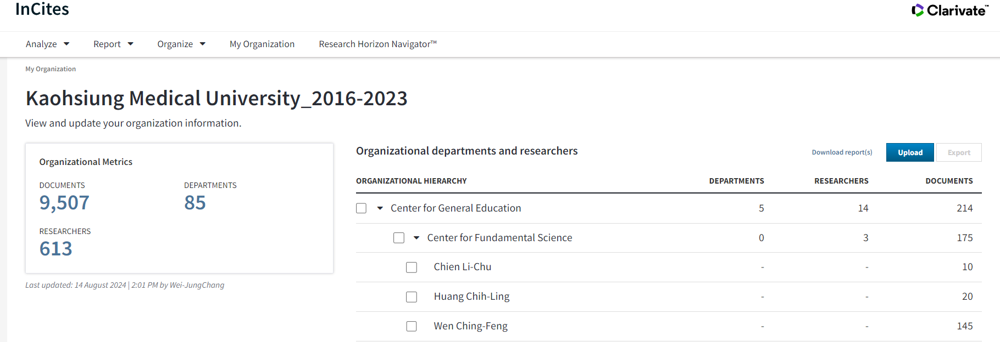 InCites
Clarivate™
Analyze Report Organize My Organization Research Horizon Navigator™
My Organization
Kaohsiung Medical University_2016-2023
View and update your organization information.
Organizational Metrics
DOCUMENTS DEPARTMENTS
9,507 85
RESEARCHERS
613
Last updated: 14 August 2024 | 2:01 PM by Wei-JungChang
Organizational departments and researchers
Download report(s) Upload Export
ORGANIZATIONAL HIERARCHY DEPARTMENTS RESEARCHERS DOCUMENTS
Center for General Education 5 14 214
Center for Fundamental Science 0 3 175
Chien Li-Chu - - 10
Huang Chih-Ling - - 20
Wen Ching-Feng - - 145